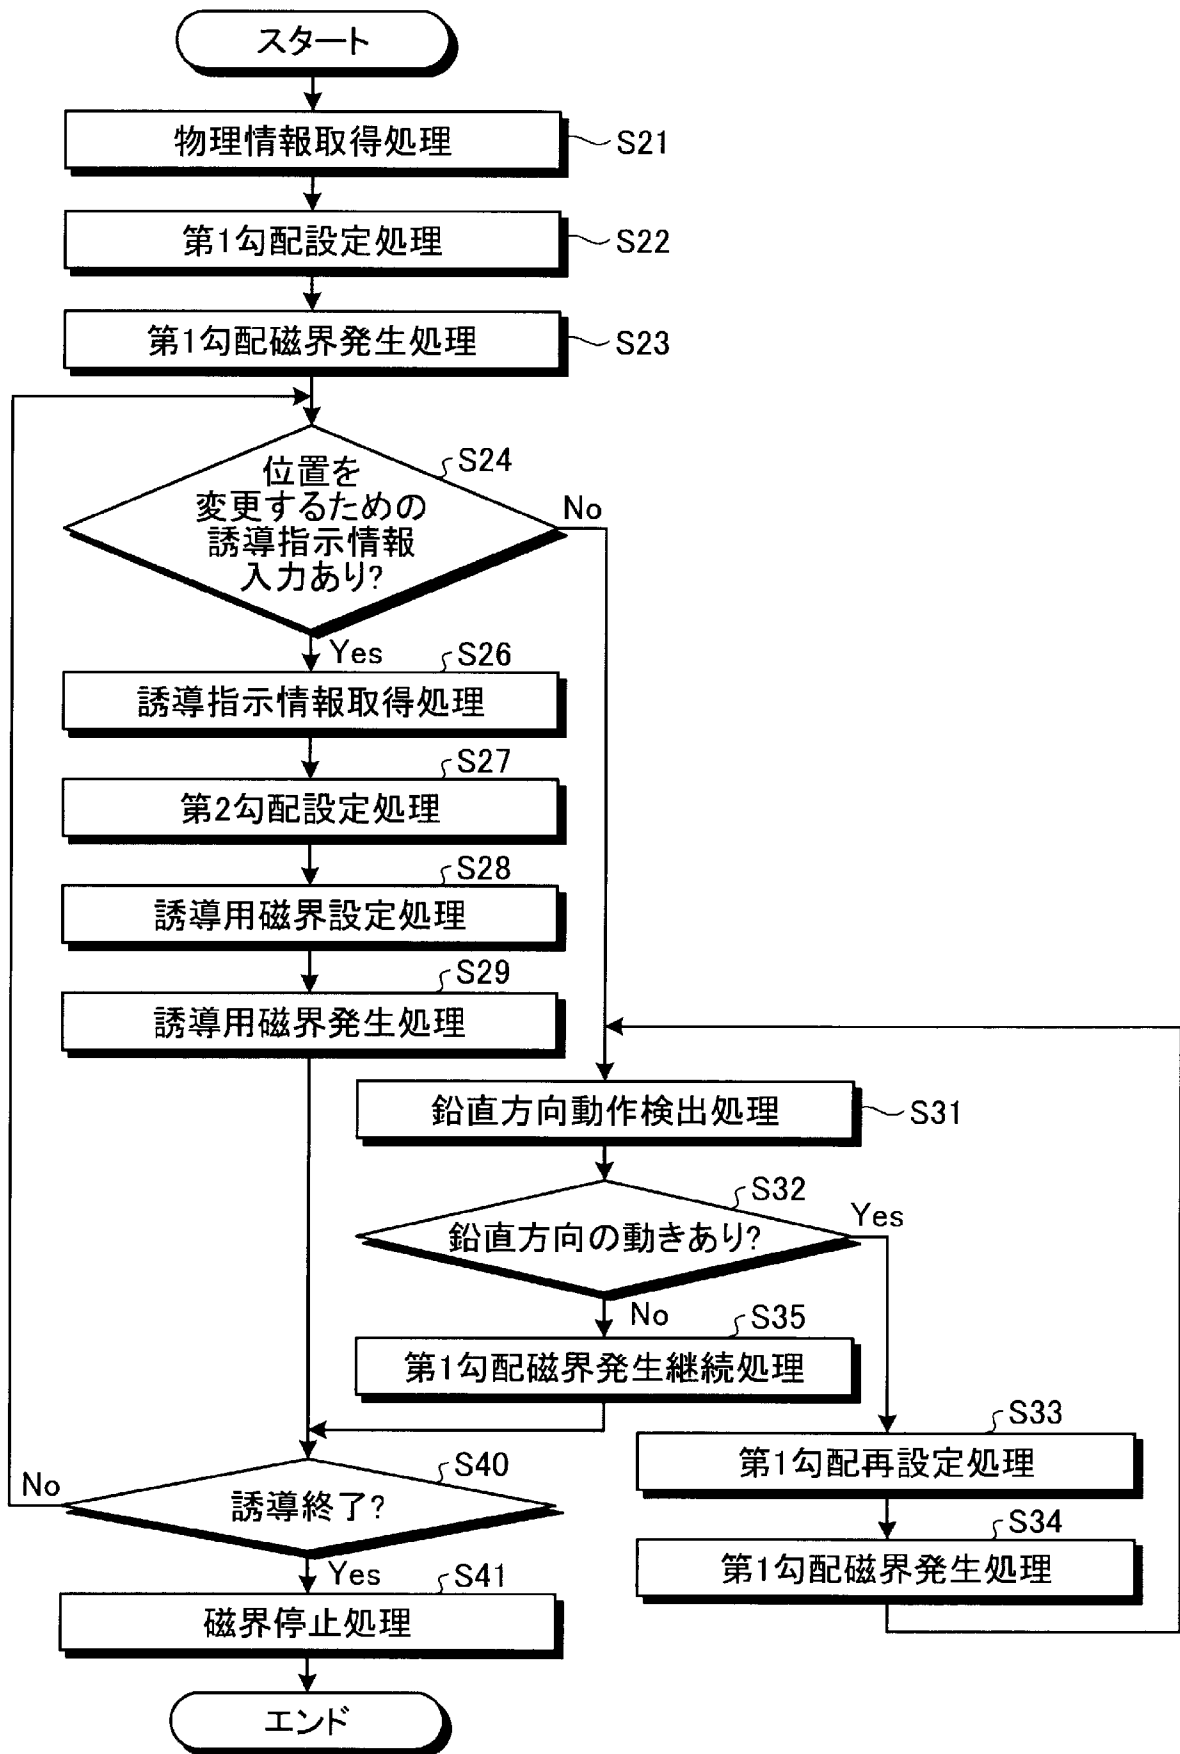 スタート
物理情報取得処理
S21
第1勾配設定処理
S22
第1勾配磁界発生処理
S23
S24
位置を
変更するための
誘導指示情報
入力あり?
No
Yes
S26
誘導指示情報取得処理
S27
第2勾配設定処理
S28
誘導用磁界設定処理
S29
誘導用磁界発生処理
鉛直方向動作検出処理
S31
S32
鉛直方向の動きあり?
Yes
No
S35
第1勾配磁界発生継続処理
S33
第1勾配再設定処理
S34
第1勾配磁界発生処理
S40
誘導終了?
No
Yes
S41
磁界停止処理
エンド